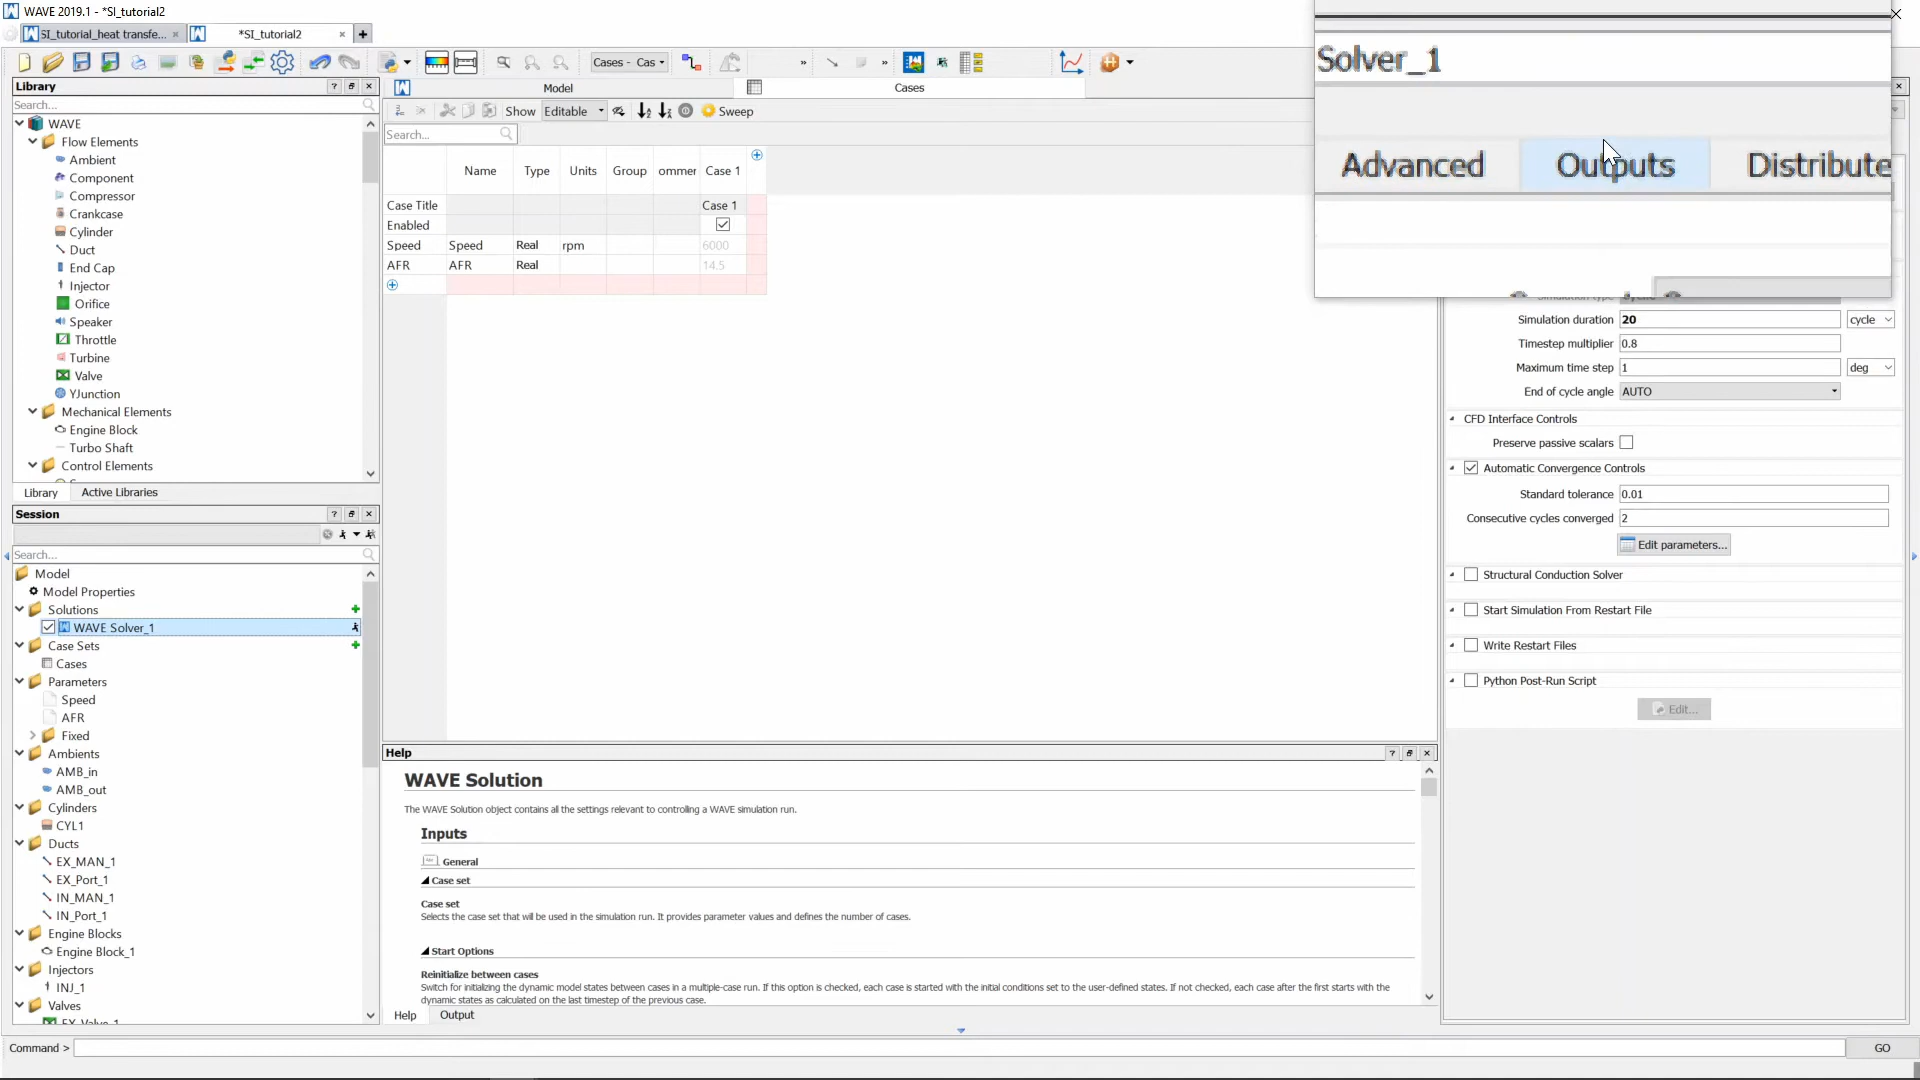 WAVE 2019.1 - *SI_tutorial2
SI_tutorial_heat transfe...
*SI_tutorial2
Cases - Cas
Library
Search...
WAVE
Flow Elements
Ambient
Component
Compressor
Crankcase
Cylinder
Duct
End Cap
Injector
Orifice
Speaker
Throttle
Turbine
Valve
YJunction
Mechanical Elements
Engine Block
Turbo Shaft
Control Elements
Library
Active Libraries
Session
Search...
Model
Model Properties
Solutions
WAVE Solver_1
Case Sets
Cases
Parameters
Speed
AFR
Fixed
Ambients
AMB_in
AMB_out
Cylinders
CYL1
Ducts
EX_MAN_1
EX_Port_1
IN_MAN_1
IN_Port_1
Engine Blocks
Engine Block_1
Injectors
INJ_1
Valves
EX_Valve_1
Model
Cases
Show
Editable
Sweep
Search...
Name Type Units Group ommer Case 1
Case Title Case 1
Enabled
Speed Speed Real rpm 6000
AFR AFR Real 14.5
Help
WAVE Solution
The WAVE Solution object contains all the settings relevant to controlling a WAVE simulation run.
Inputs
General
Case set
Case set
Selects the case set that will be used in the simulation run. It provides parameter values and defines the number of cases.
Start Options
Reinitialize between cases
Switch for initializing the dynamic model states between cases in a multiple-case run. If this option is checked, each case is started with the initial conditions set to the user-defined states. If not checked, each case after the first starts with the
dynamic states as calculated on the last timestep of the previous case.
Help
Output
Solver_1
Advanced
Outputs
Distribute
Simulation type
Simulation duration 20 cycle
Timestep multiplier 0.8
Maximum time step 1 deg
End of cycle angle AUTO
CFD Interface Controls
Preserve passive scalars
Automatic Convergence Controls
Standard tolerance 0.01
Consecutive cycles converged 2
Edit parameters...
Structural Conduction Solver
Start Simulation From Restart File
Write Restart Files
Python Post-Run Script
Edit...
Command >
GO